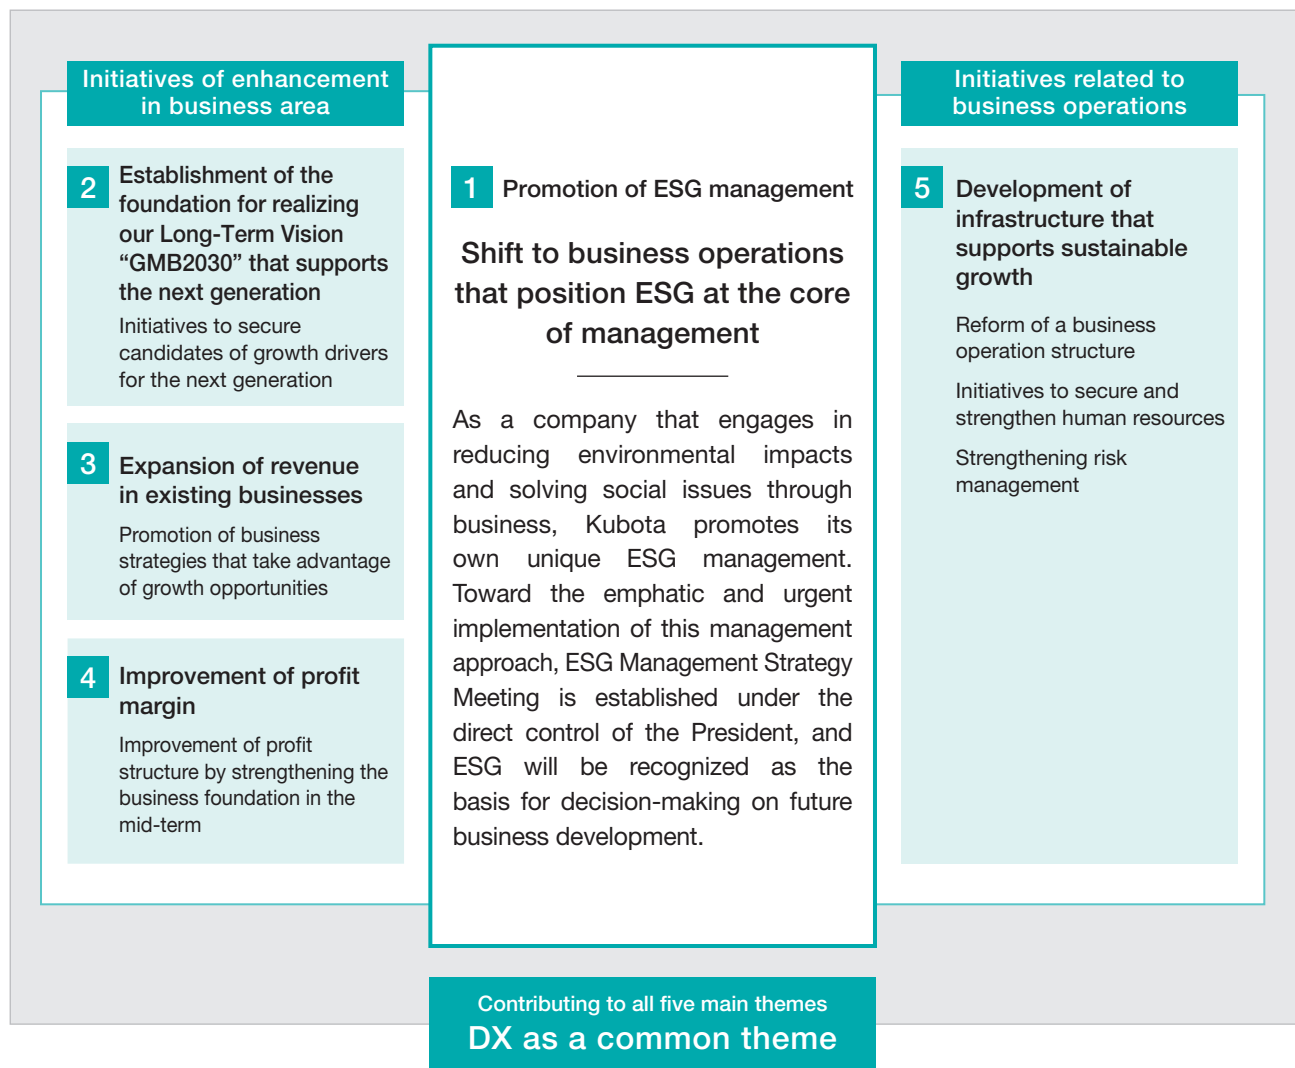 Initiatives of enhancement
in business area
2
Establishment of the
foundation for realizing
our Long-Term Vision
“GMB2030” that supports
the next generation
Initiatives to secure
candidates of growth drivers
for the next generation
3
Expansion of revenue
in existing businesses
Promotion of business
strategies that take advantage
of growth opportunities
4
Improvement of profit
margin
Improvement of profit
structure by strengthening the
business foundation in the
mid-term
1 Promotion of ESG management
Shift to business operations
that position ESG at the core
of management
As a company that engages in
reducing environmental impacts
and solving social issues through
business, Kubota promotes its
own unique ESG management.
Toward the emphatic and urgent
implementation of this management
approach, ESG Management Strategy
Meeting is established under the
direct control of the President, and
ESG will be recognized as the
basis for decision-making on future
business development.
Initiatives related to
business operations
5
Development of
infrastructure that
supports sustainable
growth
Reform of a business
operation structure
Initiatives to secure and
strengthen human resources
Strengthening risk
management
Contributing to all five main themes
DX as a common theme